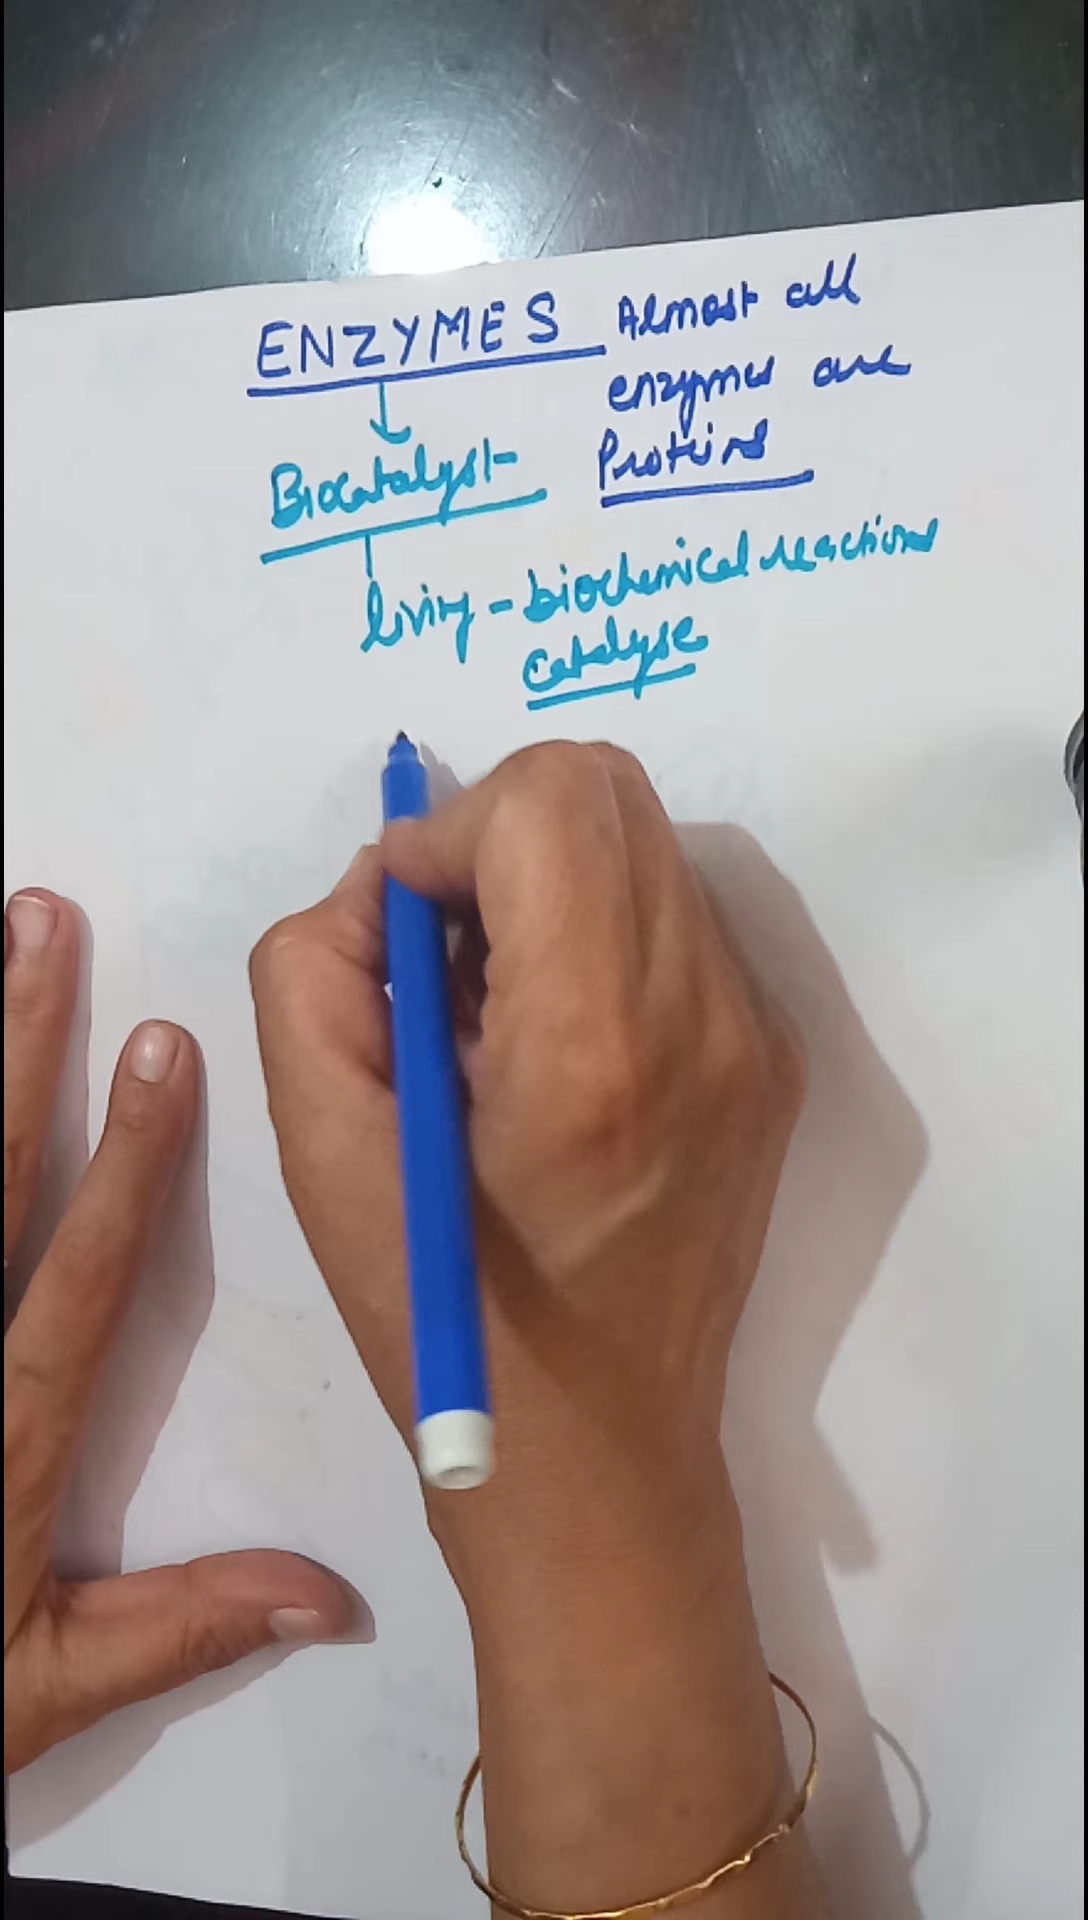 ENZYMES
Almost all
enzymes are
Proteins
Biocatalyst
living - biochemical reactions
catalyse